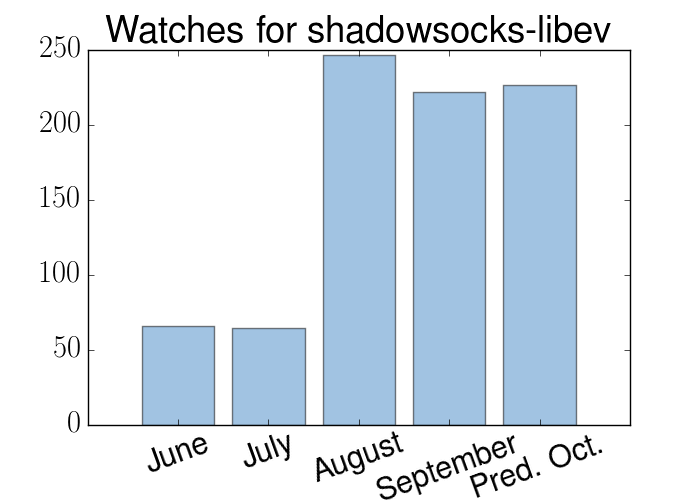 Watches for shadowsocks-libev
250
200
150
100
50
0
June
July
August
September
Pred. Oct.